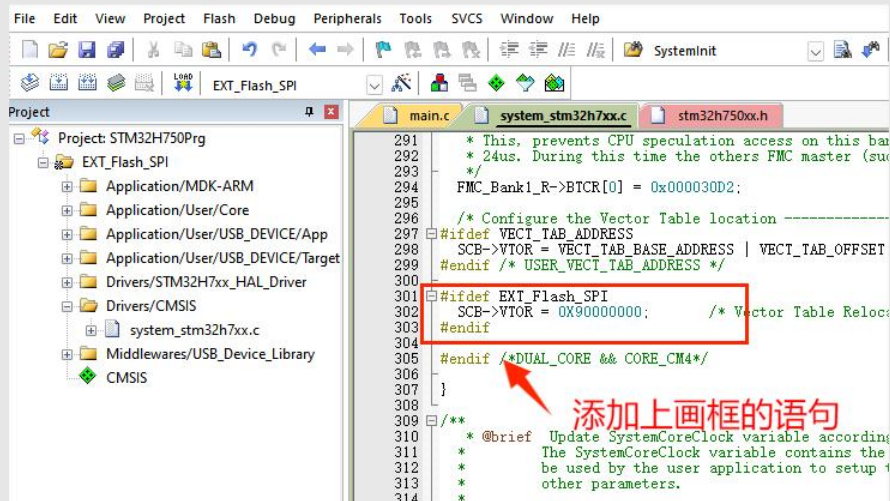 File Edit View Project Flash Debug Peripherals Tools SVCS Window Help
SystemInit
LOAD
EXT_Flash_SPI
Project
main.c system_stm32h7xx.c stm32h750xx.h
Project: STM32H750Prg
EXT_Flash_SPI
Application/MDK-ARM
Application/User/Core
Application/User/USB_DEVICE/App
Application/User/USB_DEVICE/Target
Drivers/STM32H7xx_HAL_Driver
Drivers/CMSIS
system_stm32h7xx.c
Middlewares/USB_Device_Library
CMSIS
291 * This, prevents CPU speculation access on this ban
292 * 24us. During this time the others FMC master (suc
293 */
294 FMC_Bank1_R->BTCR[0] = 0x000030D2;
295
296 /* Configure the Vector Table location -----------
297 #ifdef VECT_TAB_ADDRESS
298 SCB->VTOR = VECT_TAB_BASE_ADDRESS | VECT_TAB_OFFSET
299 #endif /* USER_VECT_TAB_ADDRESS */
300
301 #ifdef EXT_Flash_SPI
302 SCB->VTOR = 0X90000000; /* Vector Table Reloca
303 #endif
304
305 #endif /*DUAL_CORE && CORE_CM4*/
306
307 }
308
309 /**
310 * @brief Update SystemCoreClock variable according
311 * The SystemCoreClock variable contains the
312 * be used by the user application to setup t
313 * other parameters.
314 *
添加上画框的语句